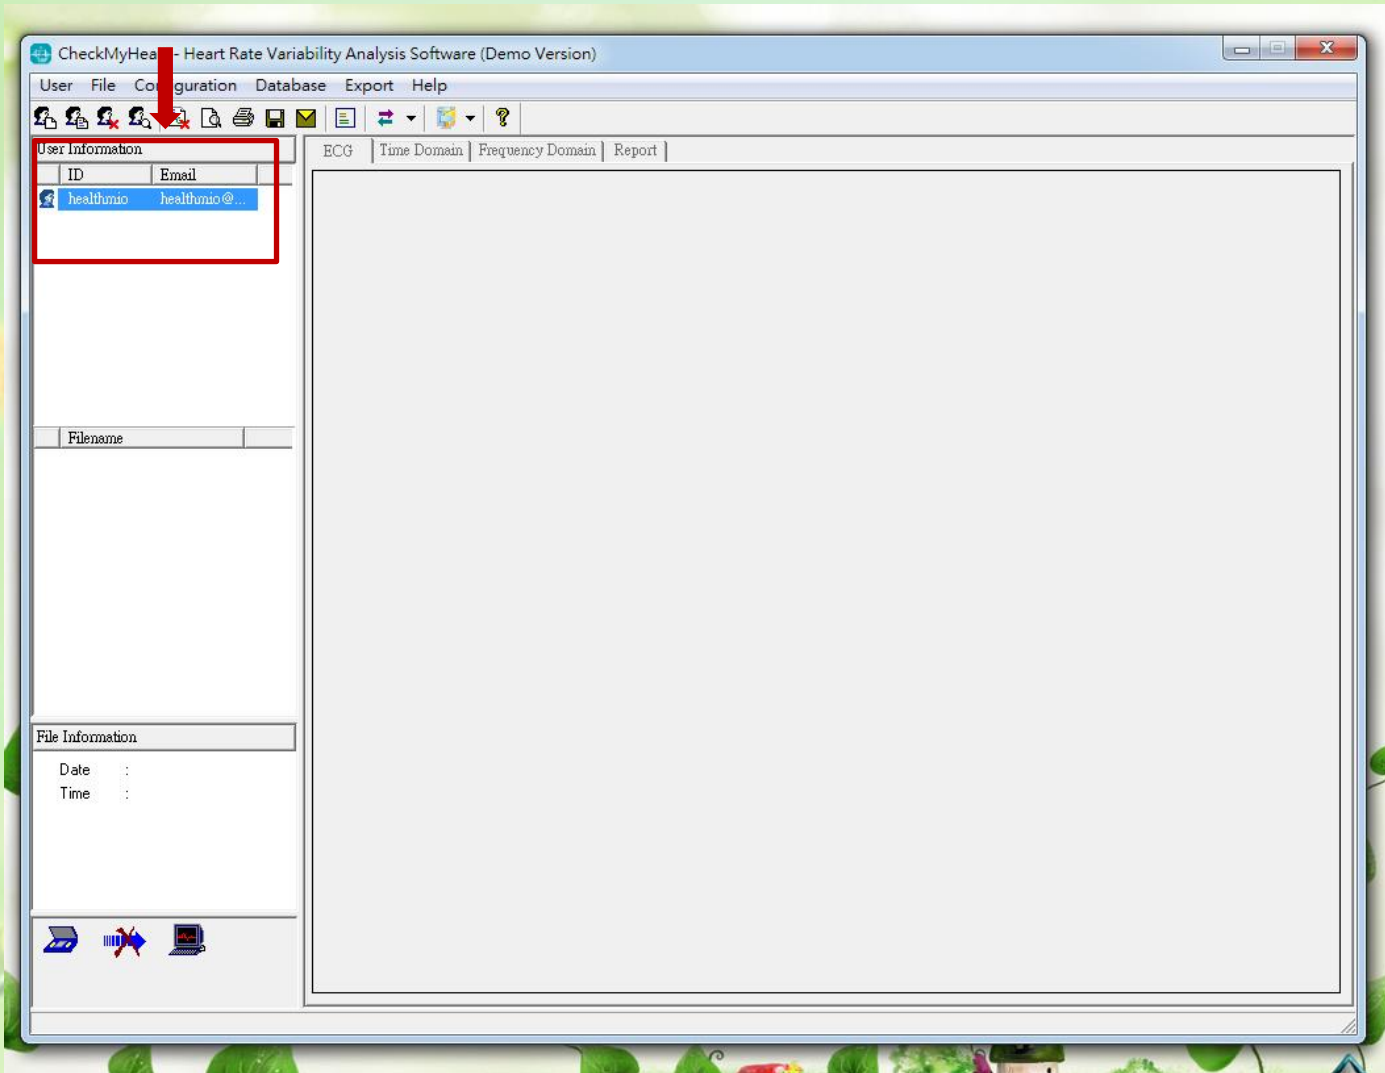 CheckMyHea - Heart Rate Variability Analysis Software (Demo Version)
User File Co guration Database Export Help
User Information
ID Email
healthmio healthmio@...
ECG Time Domain Frequency Domain Report
Filename
File Information
Date :
Time :